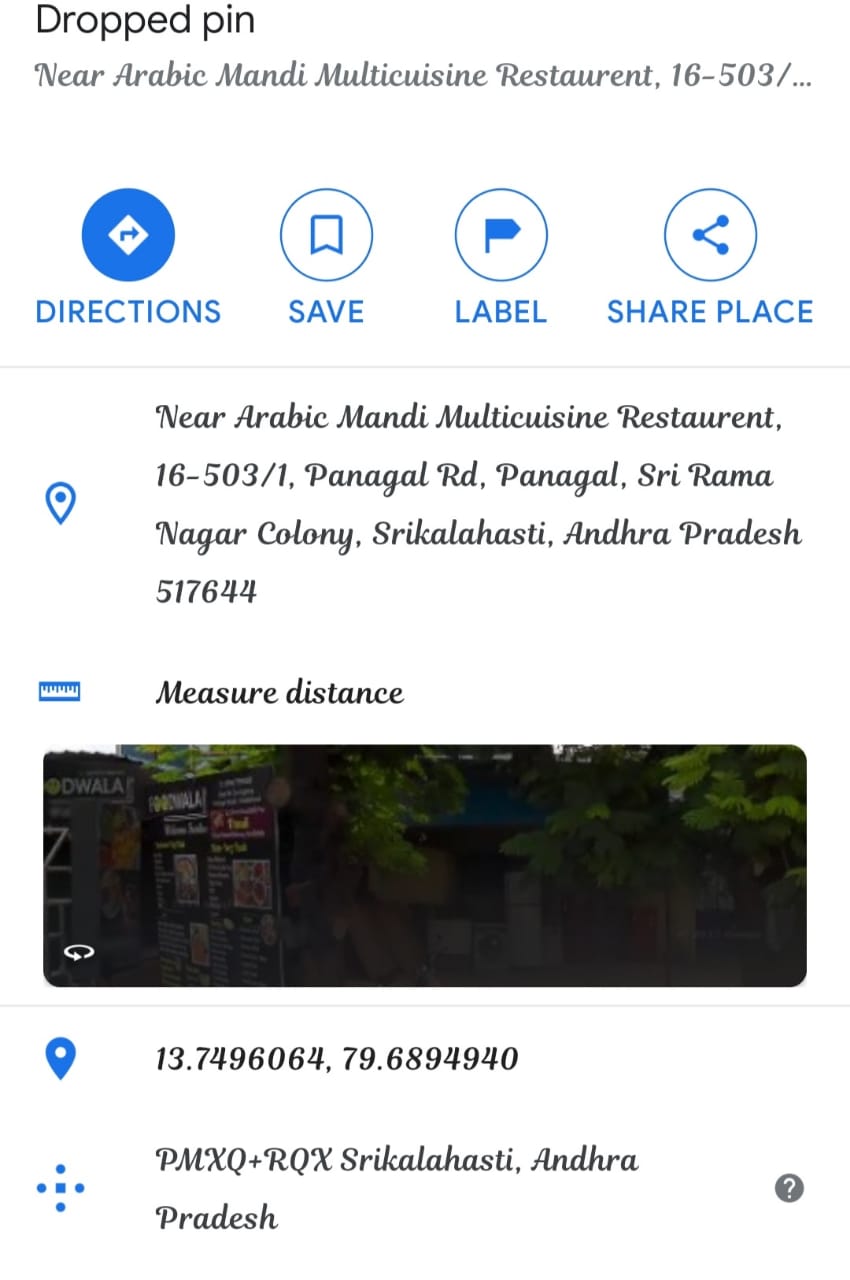 Dropped pin
Near Arabic Mandi Multicuisine Restaurent, 16-503/...
DIRECTIONS SAVE LABEL SHARE PLACE
Near Arabic Mandi Multicuisine Restaurent,
16-503/1, Panagal Rd, Panagal, Sri Rama
Nagar Colony, Srikalahasti, Andhra Pradesh
517644
Measure distance
ODWALA
FOODWALA
13.7496064, 79.6894940
PMXQ+RQX Srikalahasti, Andhra
Pradesh